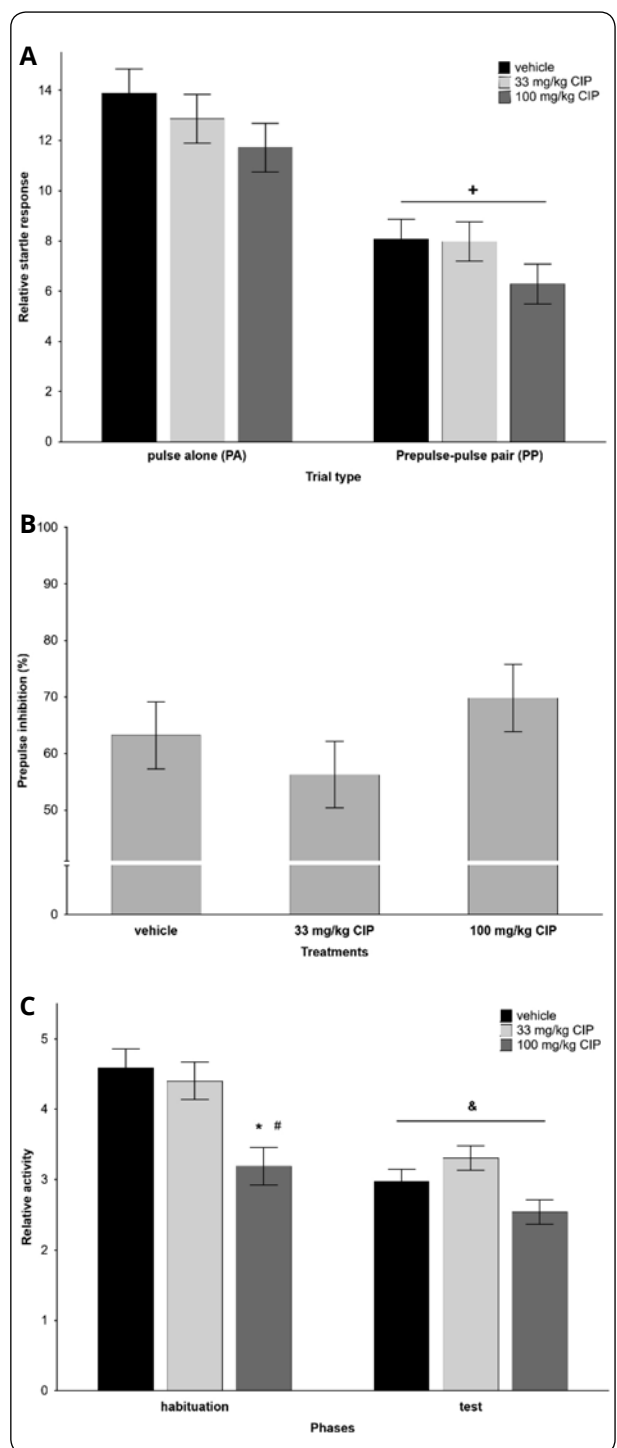 A
vehicle
33 mg/kg CIP
100 mg/kg CIP
14
12
10
8
6
4
2
0
+
Relative startle response
pulse alone (PA)
Prepulse-pulse pair (PP)
Trial type
B
100
90
80
70
60
50
0
Prepulse inhibition (%)
vehicle
33 mg/kg CIP
100 mg/kg CIP
Treatments
C
vehicle
33 mg/kg CIP
100 mg/kg CIP
5
4
3
2
1
0
* #
&
Relative activity
habituation
test
Phases